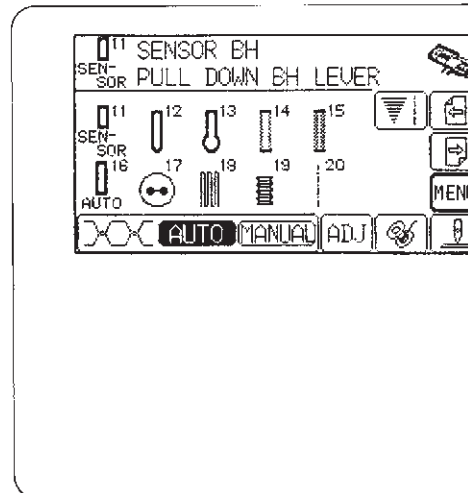 11 SENSOR BH
SEN-
SOR PULL DOWN BH LEVER
11 12 13 14 15
SEN-
SOR
16 17 18 19 20
MENU
AUTO
AUTO MANUAL ADJ